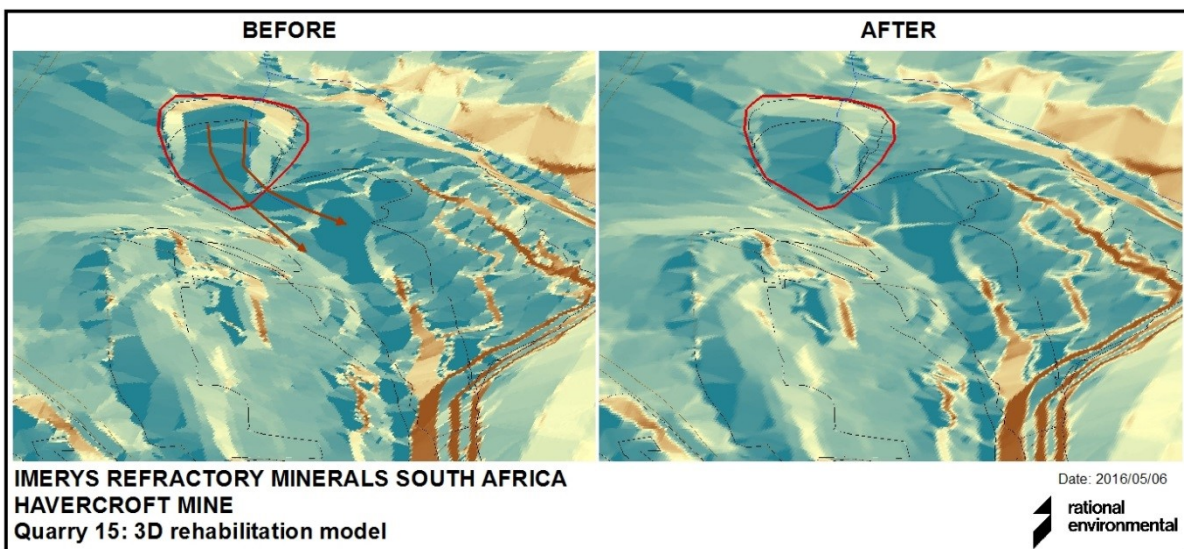 BEFORE
AFTER
IMERYS REFRACTORY MINERALS SOUTH AFRICA
HAVERCROFT MINE
Quarry 15: 3D rehabilitation model
Date: 2016/05/06
rational
environmental